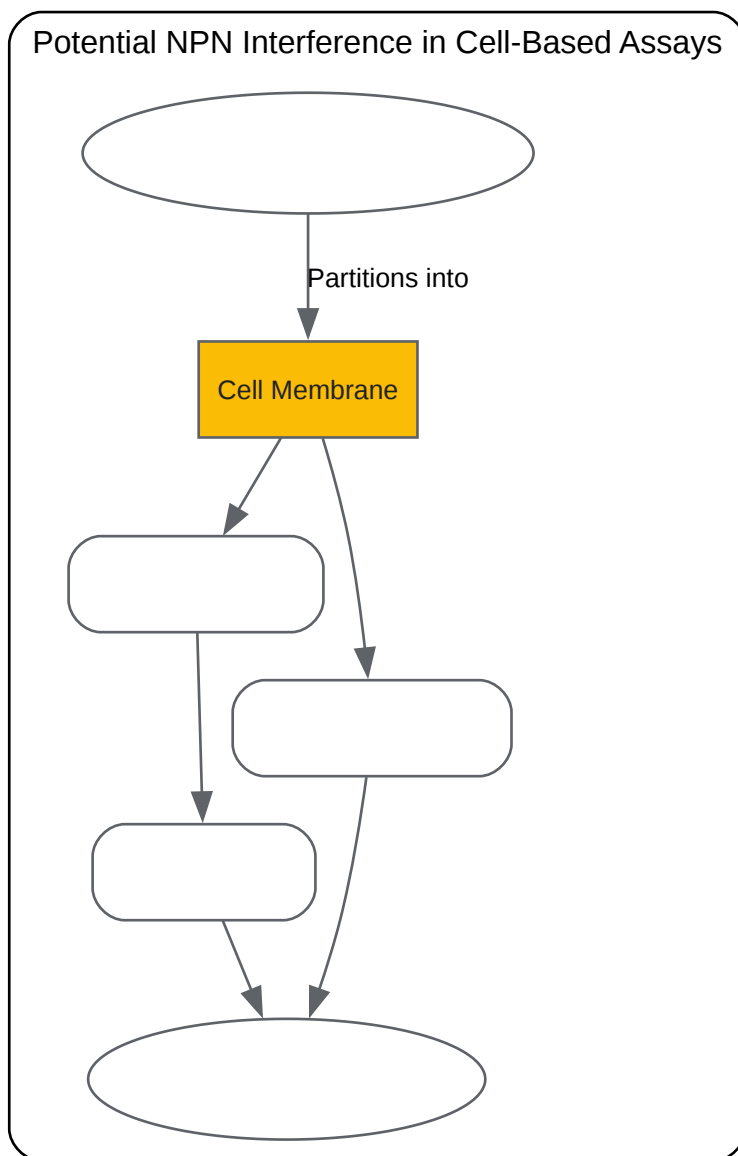 Potential NPN Interference in Cell-Based Assays
Partitions into
Cell Membrane